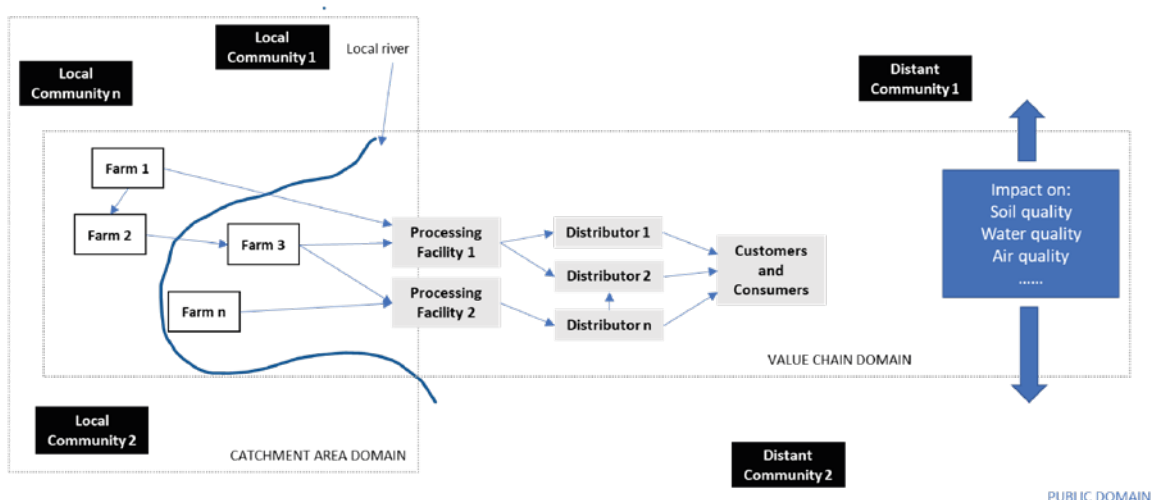 Local
Community 1
Local river
Local
Community n
Distant
Community 1
Farm 1
Impact on:
Soil quality
Water quality
Air quality
......
Farm 2
Farm 3
Processing
Facility 1
Distributor 1
Customers
and
Consumers
Distributor 2
Farm n
Processing
Facility 2
Distributor n
VALUE CHAIN DOMAIN
Local
Community 2
CATCHMENT AREA DOMAIN
Distant
Community 2
PUBLIC DOMAIN